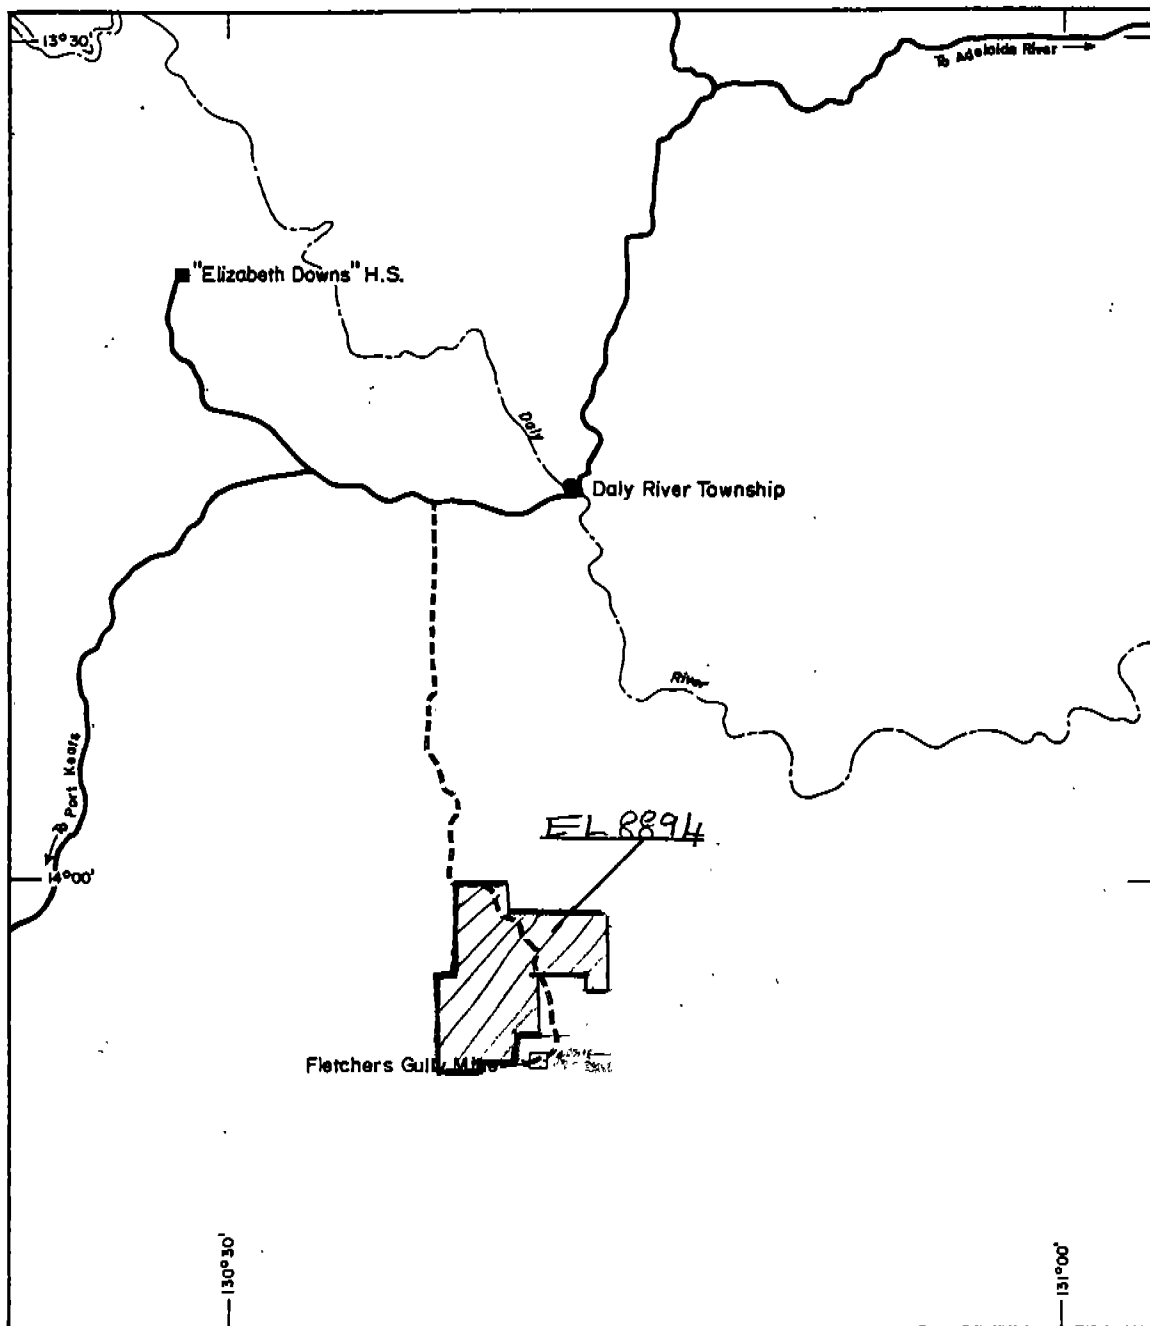 13°30'
To Adelaide River
"Elizabeth Downs" H.S.
Daly
Daly River Township
River
To Port Keats
EL 8894
14°00'
Fletchers Gully Mine
130°30'
131°00'